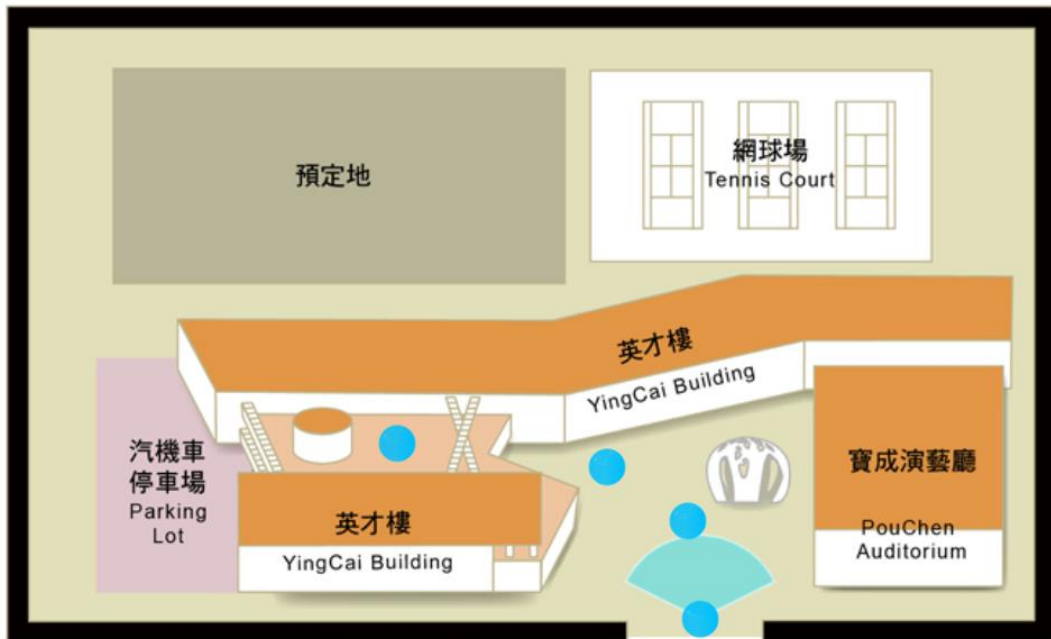 預定地
網球場
Tennis Court
英才樓
YingCai Building
汽機車
停車場
Parking
Lot
英才樓
YingCai Building
寶成演藝廳
PouChen
Auditorium